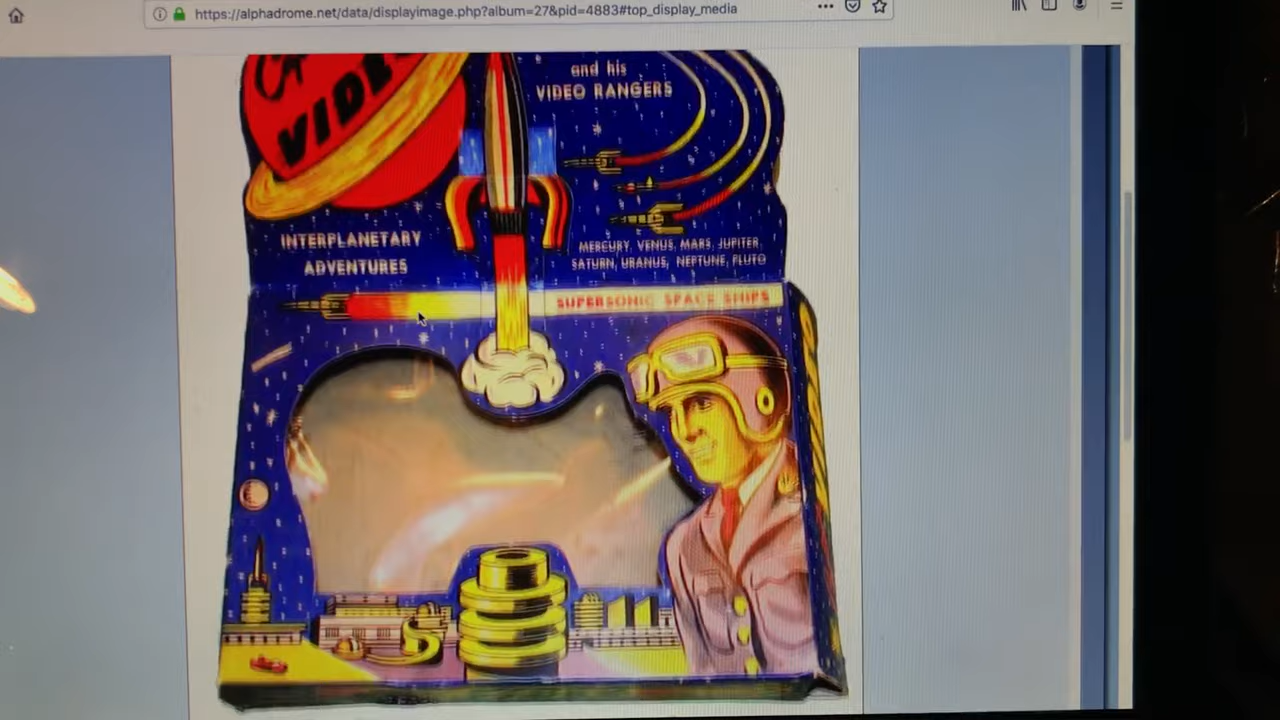 https://alphadrome.net/data/displayimage.php?album=27&pid=4883#top_display_media
VIDEO
and his
VIDEO RANGERS
INTERPLANETARY
ADVENTURES
MERCURY, VENUS, MARS, JUPITER,
SATURN, URANUS, NEPTUNE, PLUTO
SUPERSONIC SPACE SHIPS